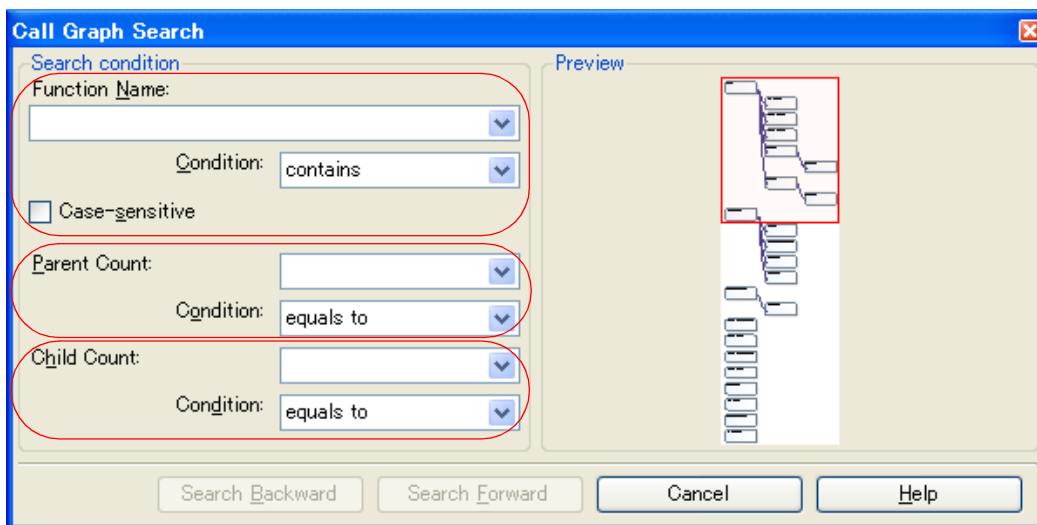 Call Graph Search
Search condition
Function Name:
Condition: contains
Case-sensitive
Parent Count:
Condition: equals to
Child Count:
Condition: equals to
Preview
Search Backward Search Forward Cancel Help